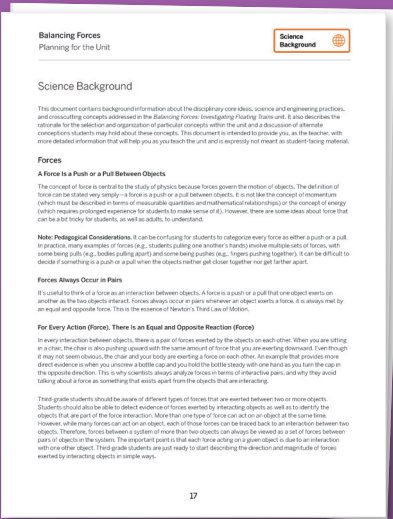 Balancing Forces
Planning for the Unit
Science
Background
Science Background
This document contains background information about the disciplinary core ideas, science and engineering practices,
and crosscutting concepts addressed in the Balancing Forces: Investigating Floating Trains unit. It also describes the
rationale for the selection and organization of particular concepts within the unit and a discussion of alternate
conceptions students may hold about these concepts. This document is intended to provide you, as the teacher, with
more detailed information that will help you as you teach the unit and is expressly not meant as student-facing material.
Forces
A Force Is a Push or a Pull Between Objects
The concept of force is central to the study of physics because forces govern the motion of objects. The definition of
force can be stated very simply—a force is a push or a pull between objects. It is not like the concept of momentum
(which must be described in terms of measurable quantities and mathematical relationships) or the concept of energy
(which requires prolonged experience for students to make sense of it). However, there are some ideas about force that
can be a bit tricky for students, as well as adults, to understand.
Note: Pedagogical Considerations. It can be confusing for students to categorize every force as either a push or a pull.
In practice, many examples of forces (e.g., students pulling one another's hands) involve multiple sets of forces, with
some being pulls (e.g., bodies pulling apart) and some being pushes (e.g., fingers pushing together). It can be difficult to
decide if something is a push or a pull when the objects neither get closer together nor get farther apart.
Forces Always Occur in Pairs
It's useful to think of a force as an interaction between objects. A force is a push or a pull that one object exerts on
another as the two objects interact. Forces always occur in pairs: whenever an object exerts a force, it is always met by
an equal and opposite force. This is the essence of Newton's Third Law of Motion.
For Every Action (Force), There Is an Equal and Opposite Reaction (Force)
In every interaction between objects, there is a pair of forces exerted by the objects on each other. When you are sitting
in a chair, the chair is also pushing upward with the same amount of force that you are exerting downward. Even though
it may not seem obvious, the chair and your body are exerting a force on each other. An example that provides more
direct evidence is when you unscrew a bottle cap and you hold the bottle steady with one hand as you turn the cap in
the opposite direction. This is why scientists always analyze forces in terms of interactive pairs, and why they avoid
talking about a force as something that exists apart from the objects that are interacting.
Third-grade students should be aware of different types of forces that are exerted between two or more objects.
Students should also be able to detect evidence of forces exerted by interacting objects as well as to identify the
objects that are part of the force interaction. More than one type of force can act on an object at the same time.
However, while many forces can act on an object, each of those forces can be traced back to an interaction between two
objects. Therefore, forces between a system of more than two objects can always be viewed as a set of forces between
pairs of objects in the system. The important point is that each force acting on a given object is due to an interaction
with one other object. Third-grade students are just ready to start describing the direction and magnitude of forces
exerted by interacting objects in simple ways.
17